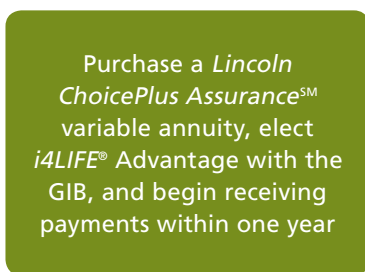 Purchase a Lincoln
ChoicePlus Assurance℠
variable annuity, elect
i4LIFE® Advantage with the
GIB, and begin receiving
payments within one year